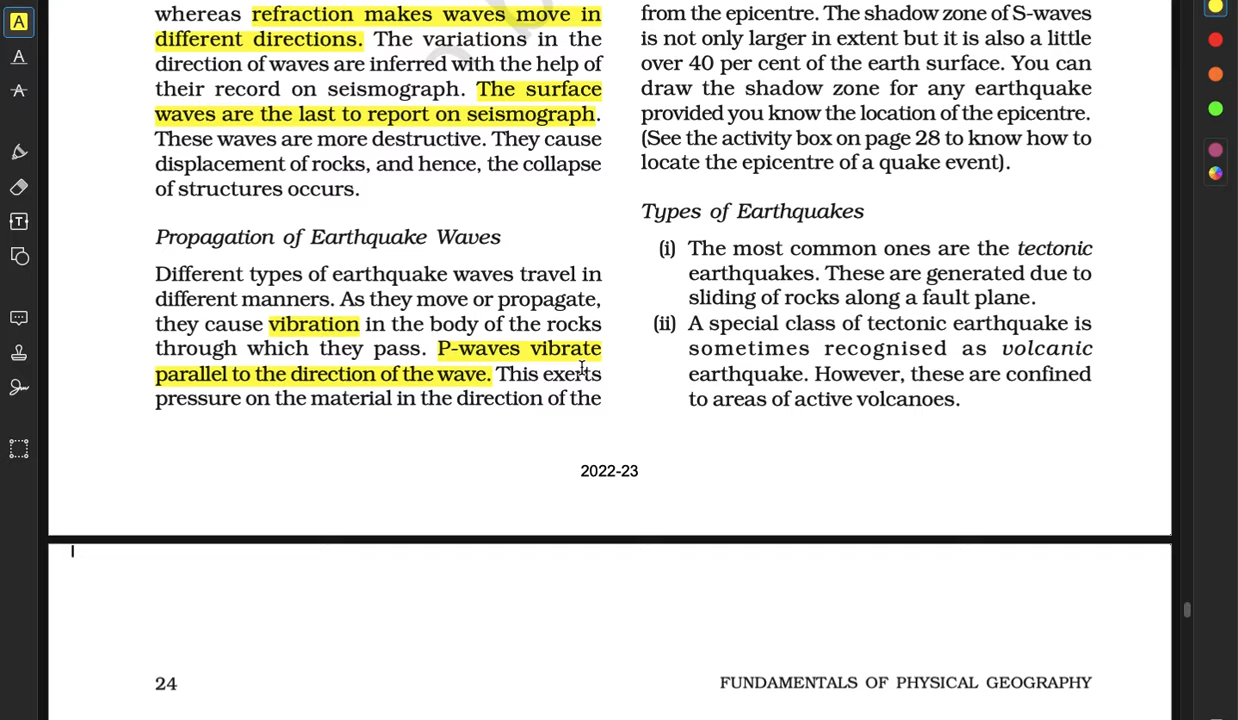 whereas refraction makes waves move in
different directions. The variations in the
direction of waves are inferred with the help of
their record on seismograph. The surface
waves are the last to report on seismograph.
These waves are more destructive. They cause
displacement of rocks, and hence, the collapse
of structures occurs.
Propagation of Earthquake Waves
Different types of earthquake waves travel in
different manners. As they move or propagate,
they cause vibration in the body of the rocks
through which they pass. P-waves vibrate
parallel to the direction of the wave. This exerts
pressure on the material in the direction of the
from the epicentre. The shadow zone of S-waves
is not only larger in extent but it is also a little
over 40 per cent of the earth surface. You can
draw the shadow zone for any earthquake
provided you know the location of the epicentre.
(See the activity box on page 28 to know how to
locate the epicentre of a quake event).
Types of Earthquakes
(i) The most common ones are the tectonic
earthquakes. These are generated due to
sliding of rocks along a fault plane.
(ii) A special class of tectonic earthquake is
sometimes recognised as volcanic
earthquake. However, these are confined
to areas of active volcanoes.
2022-23
24
FUNDAMENTALS OF PHYSICAL GEOGRAPHY